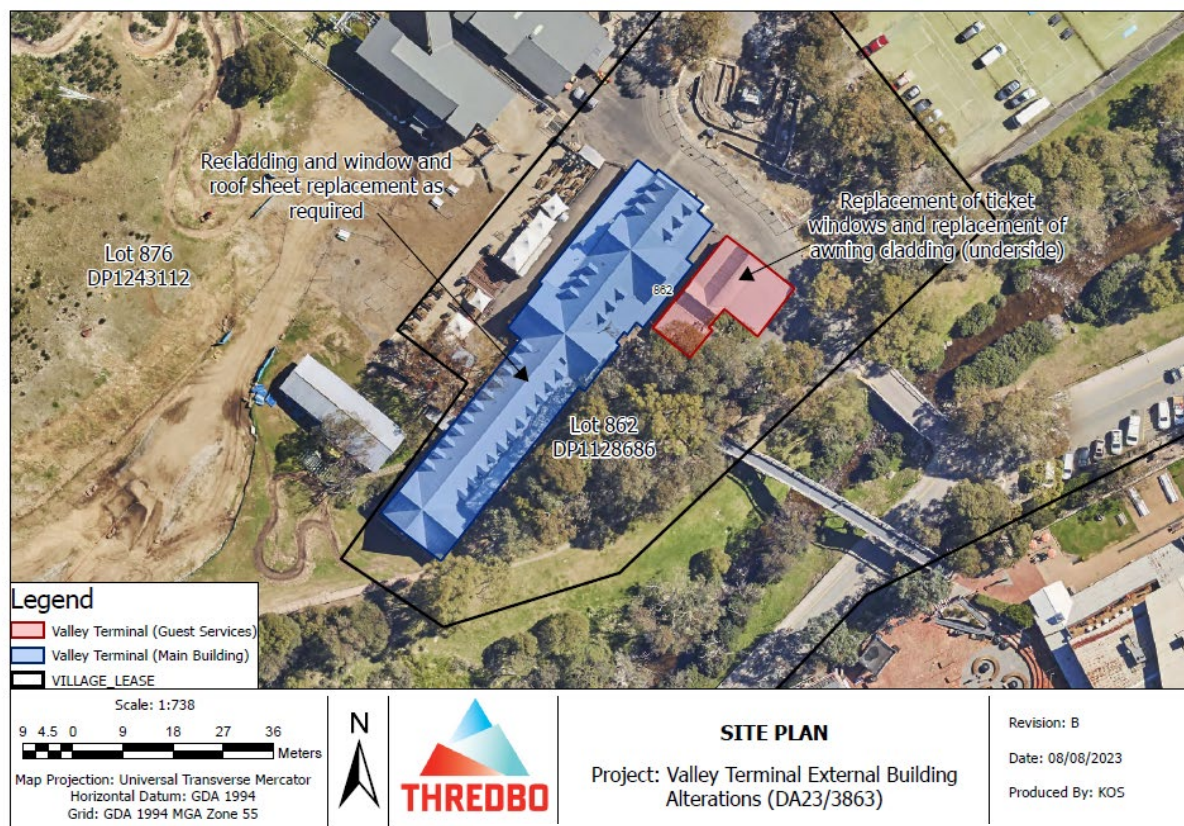 Recladding and window and
roof sheet replacement as
required
Replacement of ticket
windows and replacement of
awning cladding (underside)
Lot 876
DP1243112
862
Lot 862
DP1128686
Legend
Valley Terminal (Guest Services)
Valley Terminal (Main Building)
VILLAGE_LEASE
Scale: 1:738
9 4.5 0 9 18 27 36
Meters
Map Projection: Universal Transverse Mercator
Horizontal Datum: GDA 1994
Grid: GDA 1994 MGA Zone 55
N
THREDBO
SITE PLAN
Project: Valley Terminal External Building
Alterations (DA23/3863)
Revision: B
Date: 08/08/2023
Produced By: KOS